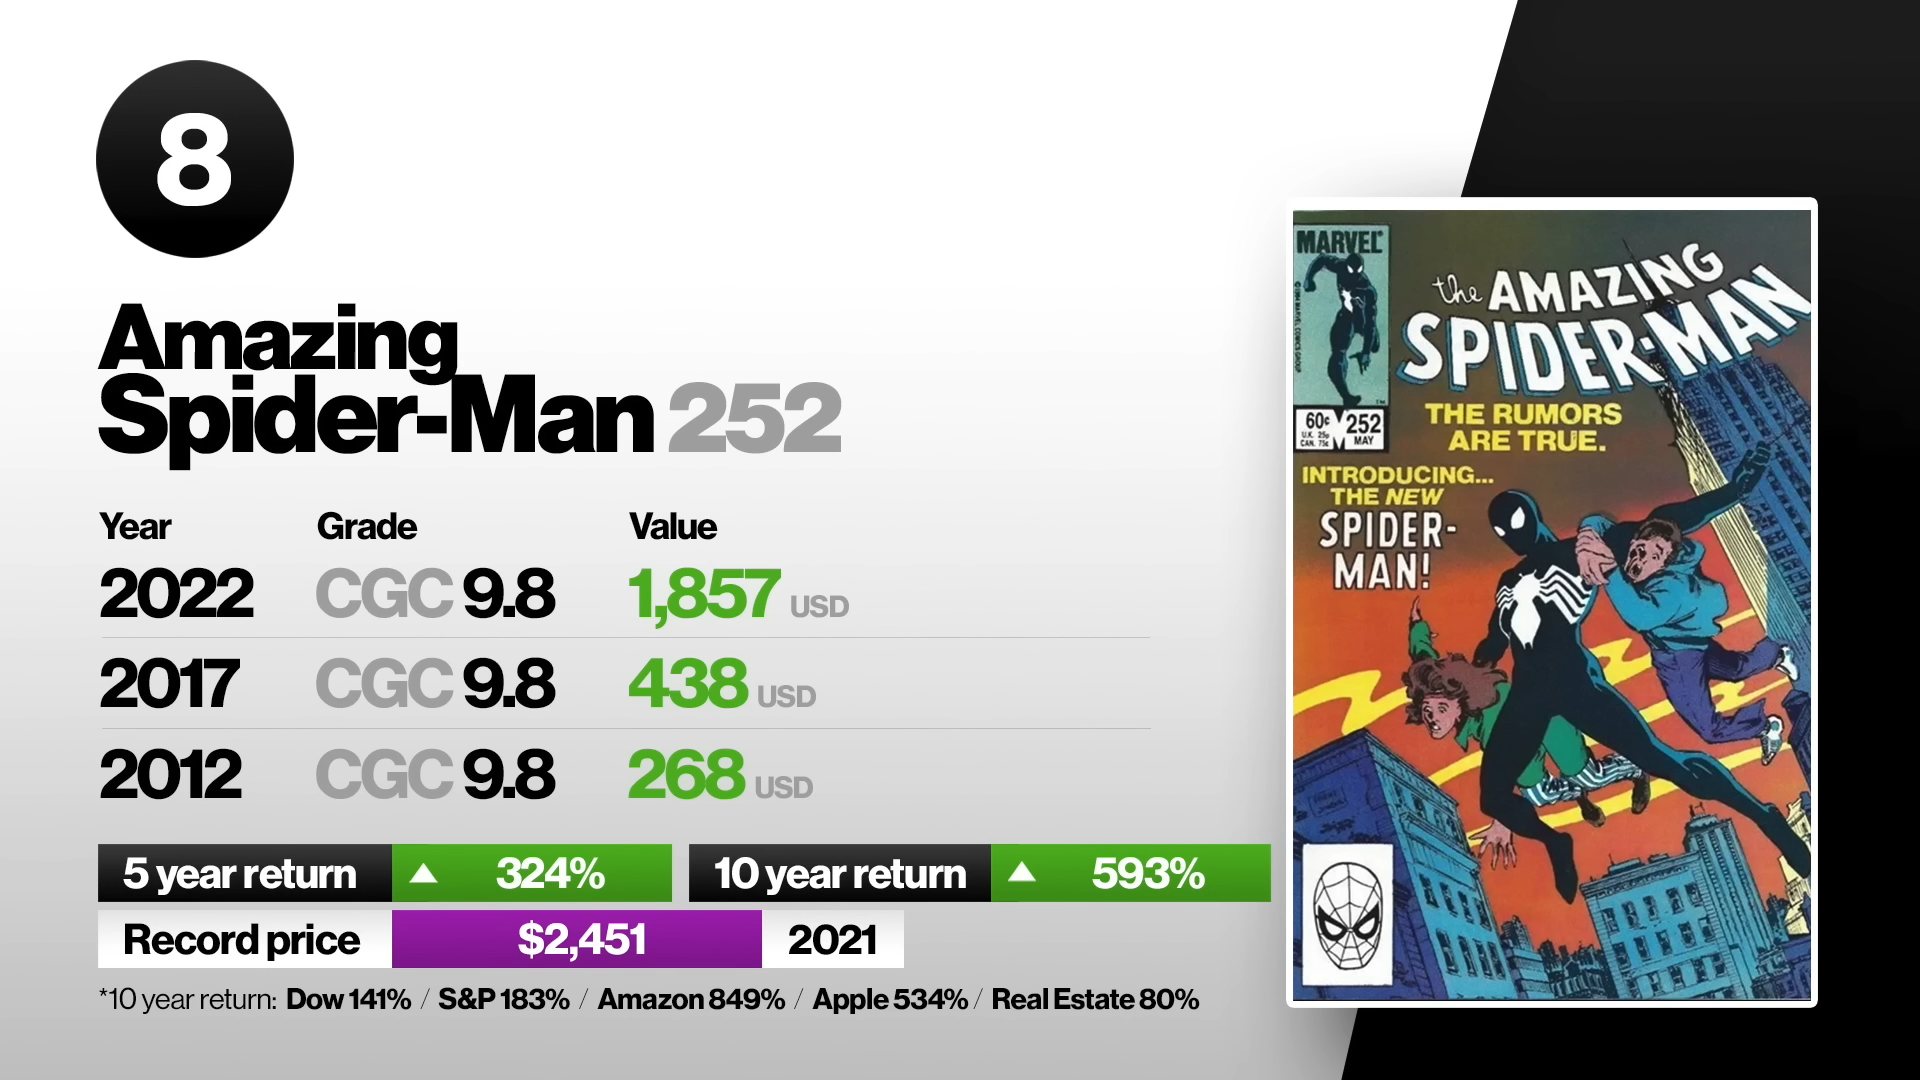 8
Amazing
Spider-Man 252
Year Grade Value
2022 CGC 9.8 1,857 USD
2017 CGC 9.8 438 USD
2012 CGC 9.8 268 USD
5 year return ▲ 324% 10 year return ▲ 593%
Record price $2,451 2021
*10 year return: Dow 141% / S&P 183% / Amazon 849% / Apple 534% / Real Estate 80%
MARVEL
the AMAZING
SPIDER-MAN
60¢ 252
U.K. 25p
CAN. 75¢ MAY
THE RUMORS
ARE TRUE.
INTRODUCING...
THE NEW
SPIDER-
MAN!